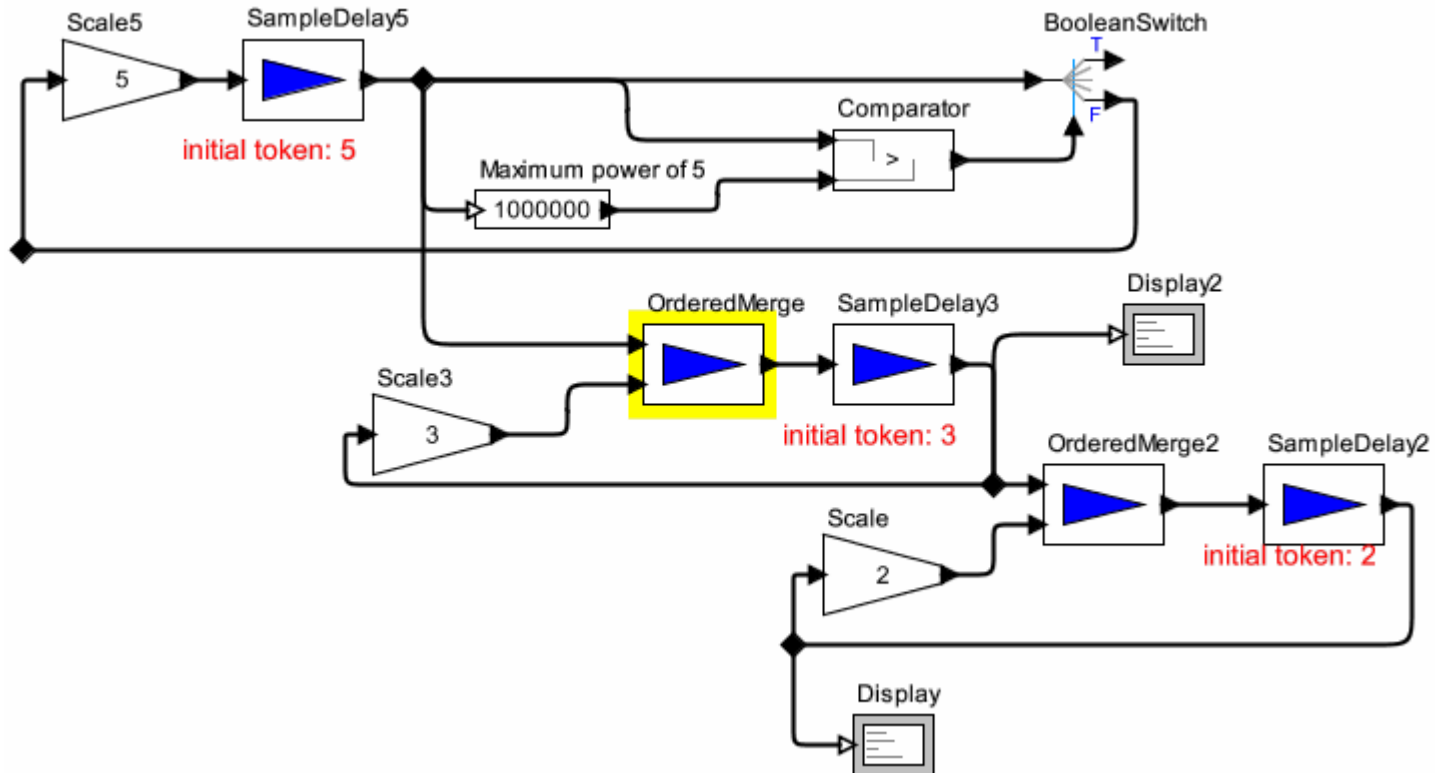 Scale5
SampleDelay5
BooleanSwitch
5
T
F
initial token: 5
Comparator
>
Maximum power of 5
1000000
OrderedMerge
SampleDelay3
Display2
Scale3
3
initial token: 3
OrderedMerge2
SampleDelay2
Scale
2
initial token: 2
Display